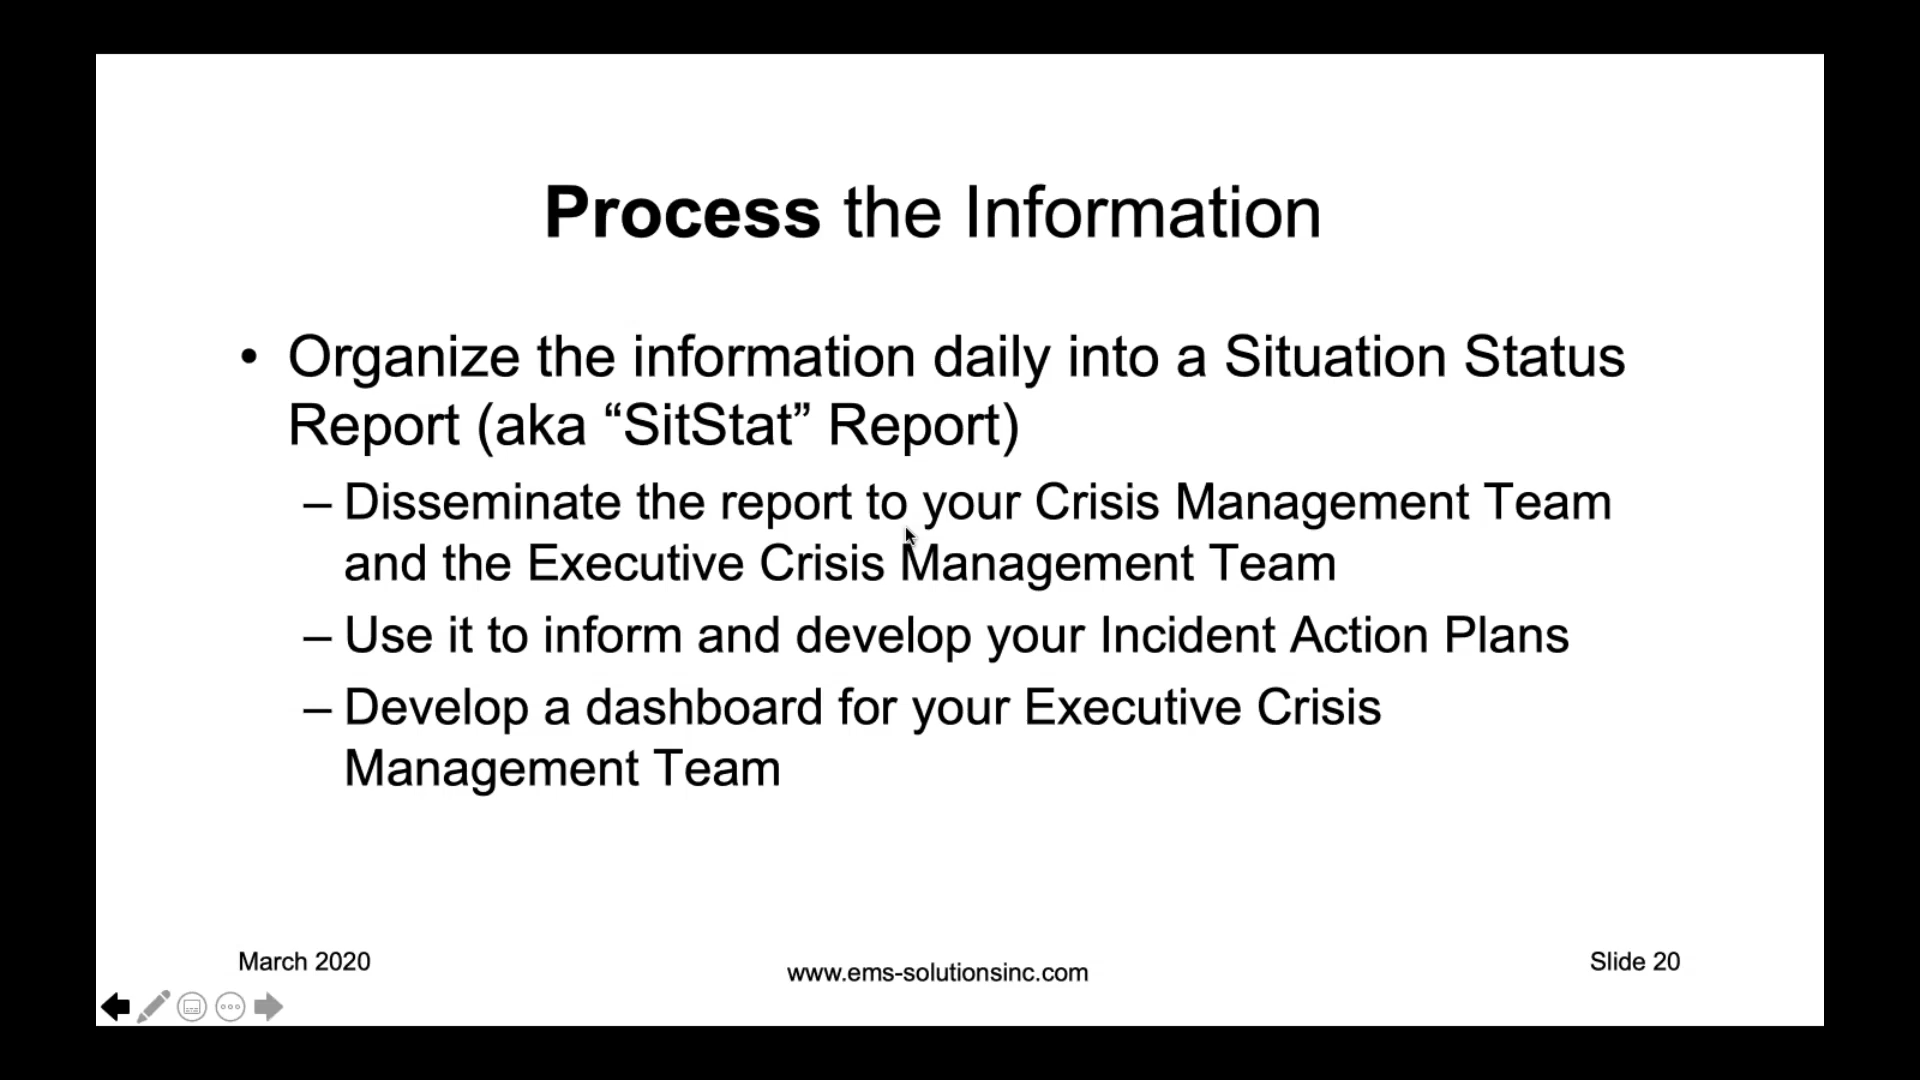 Process the Information
• Organize the information daily into a Situation Status
Report (aka “SitStat” Report)
– Disseminate the report to your Crisis Management Team
and the Executive Crisis Management Team
– Use it to inform and develop your Incident Action Plans
– Develop a dashboard for your Executive Crisis
Management Team
March 2020
www.ems-solutionsinc.com
Slide 20